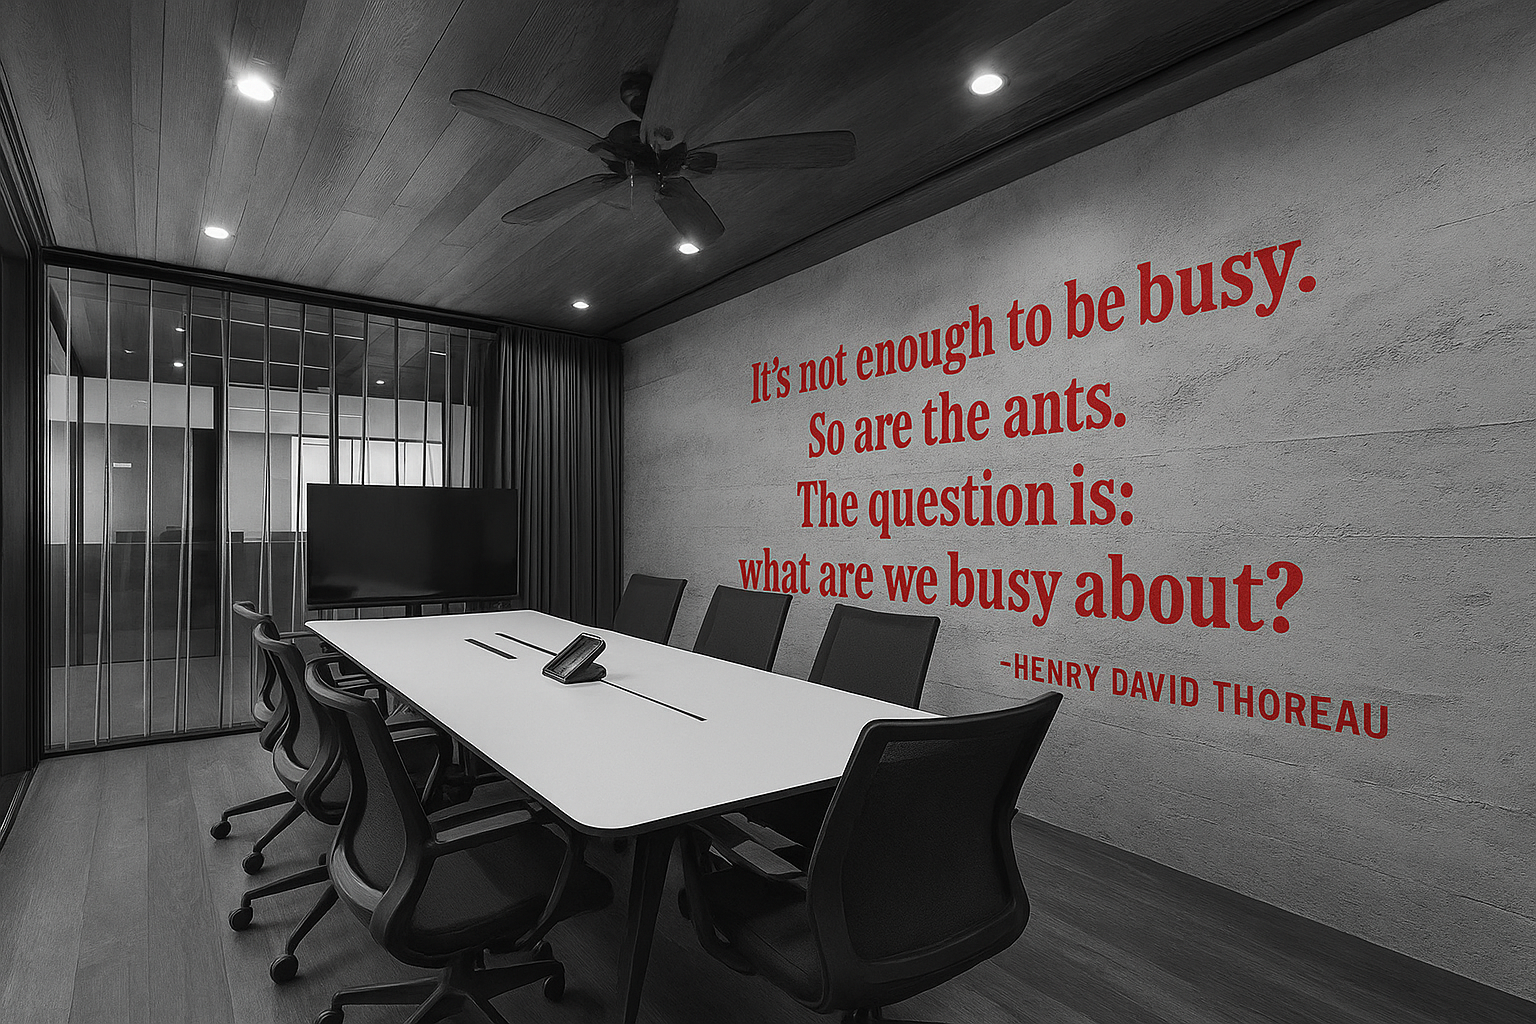 It's not enough to be busy.
So are the ants.
The question is:
what are we busy about?
-HENRY DAVID THOREAU